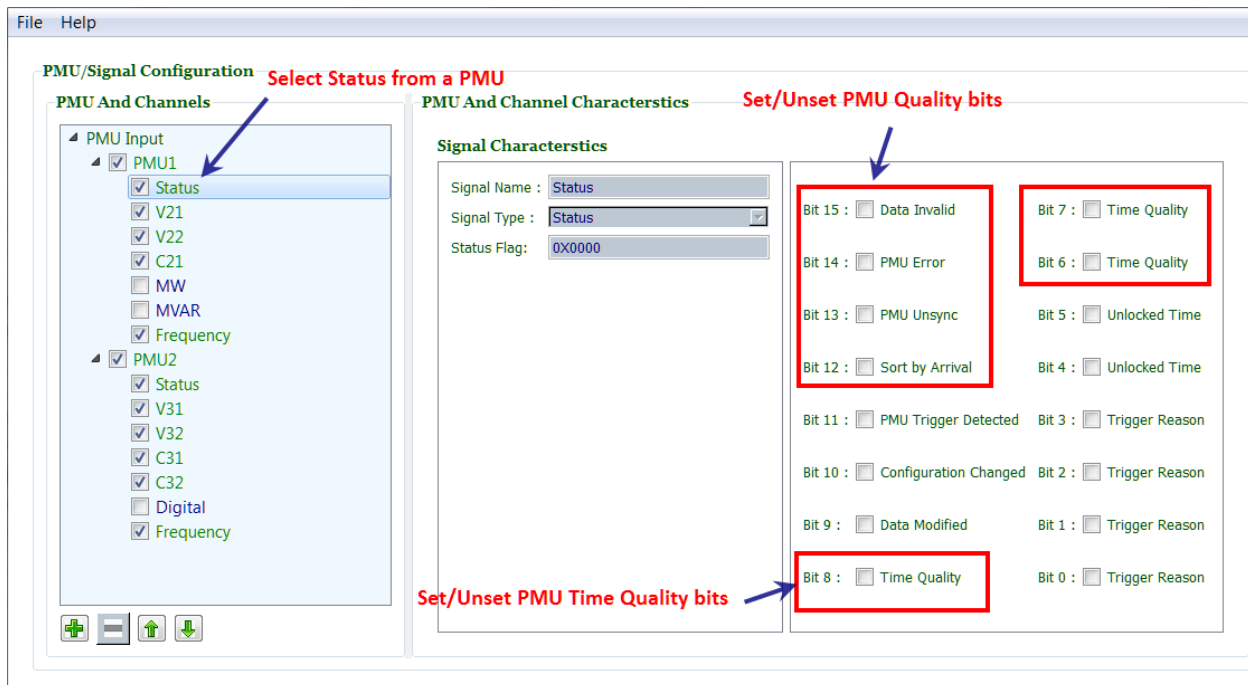 File Help
PMU/Signal Configuration
Select Status from a PMU
PMU And Channels
PMU And Channel Characterstics
Set/Unset PMU Quality bits
PMU Input
PMU1
Status
V21
V22
C21
MW
MVAR
Frequency
PMU2
Status
V31
V32
C31
C32
Digital
Frequency
Signal Characterstics
Signal Name : Status
Signal Type : Status
Status Flag: 0X0000
Bit 15 : Data Invalid
Bit 14 : PMU Error
Bit 13 : PMU Unsync
Bit 12 : Sort by Arrival
Bit 11 : PMU Trigger Detected
Bit 10 : Configuration Changed
Bit 9 : Data Modified
Bit 8 : Time Quality
Bit 7 : Time Quality
Bit 6 : Time Quality
Bit 5 : Unlocked Time
Bit 4 : Unlocked Time
Bit 3 : Trigger Reason
Bit 2 : Trigger Reason
Bit 1 : Trigger Reason
Bit 0 : Trigger Reason
Set/Unset PMU Time Quality bits